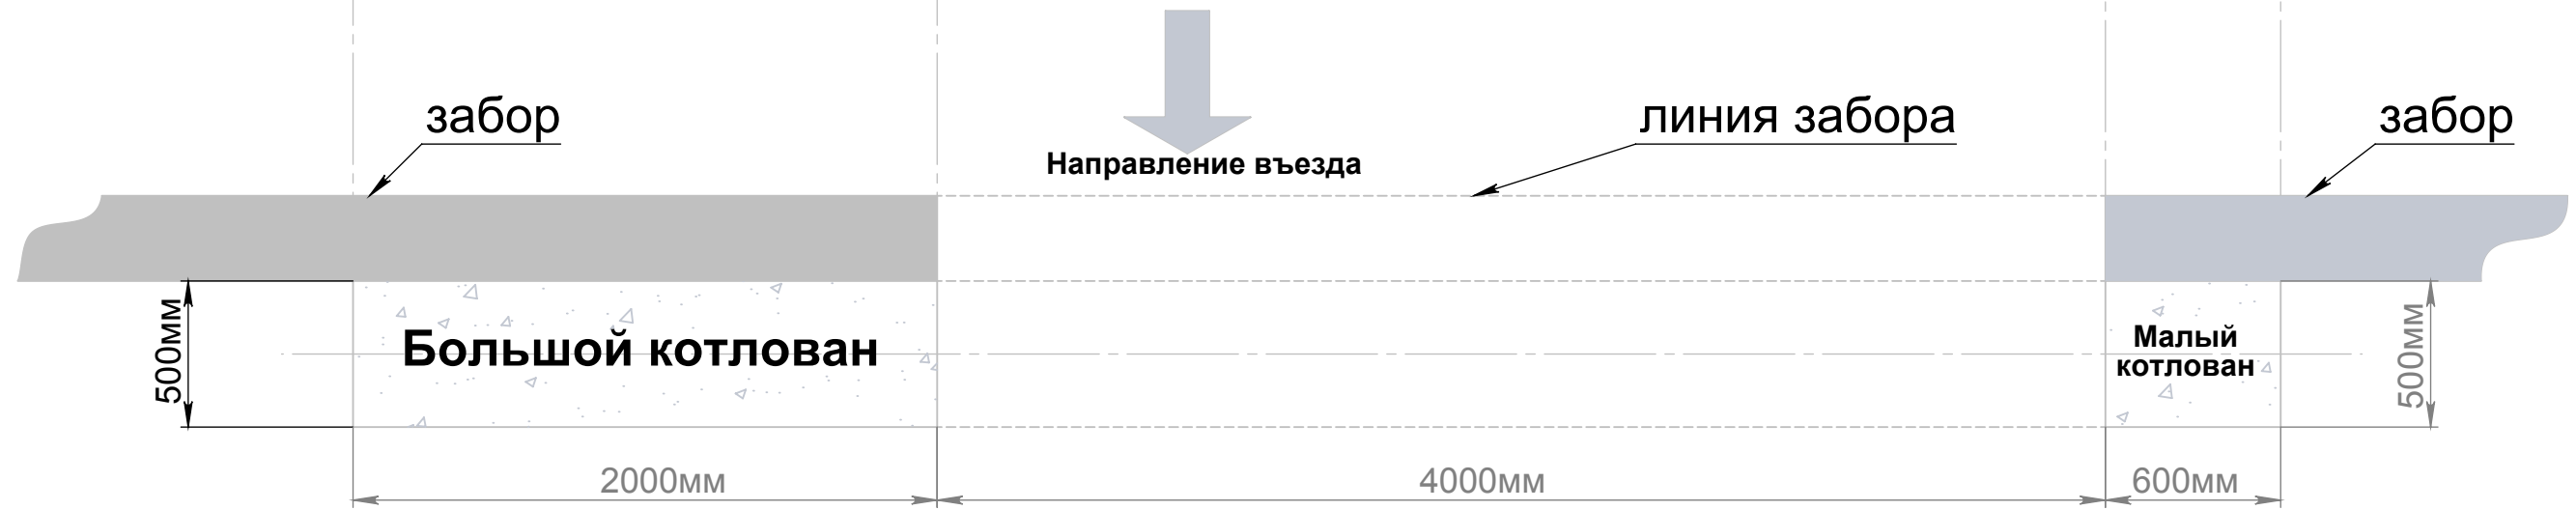 забор
линия забора
забор
Направление въезда
500мм
Большой котлован
Малый
котлован
500мм
2000мм
4000мм
600мм